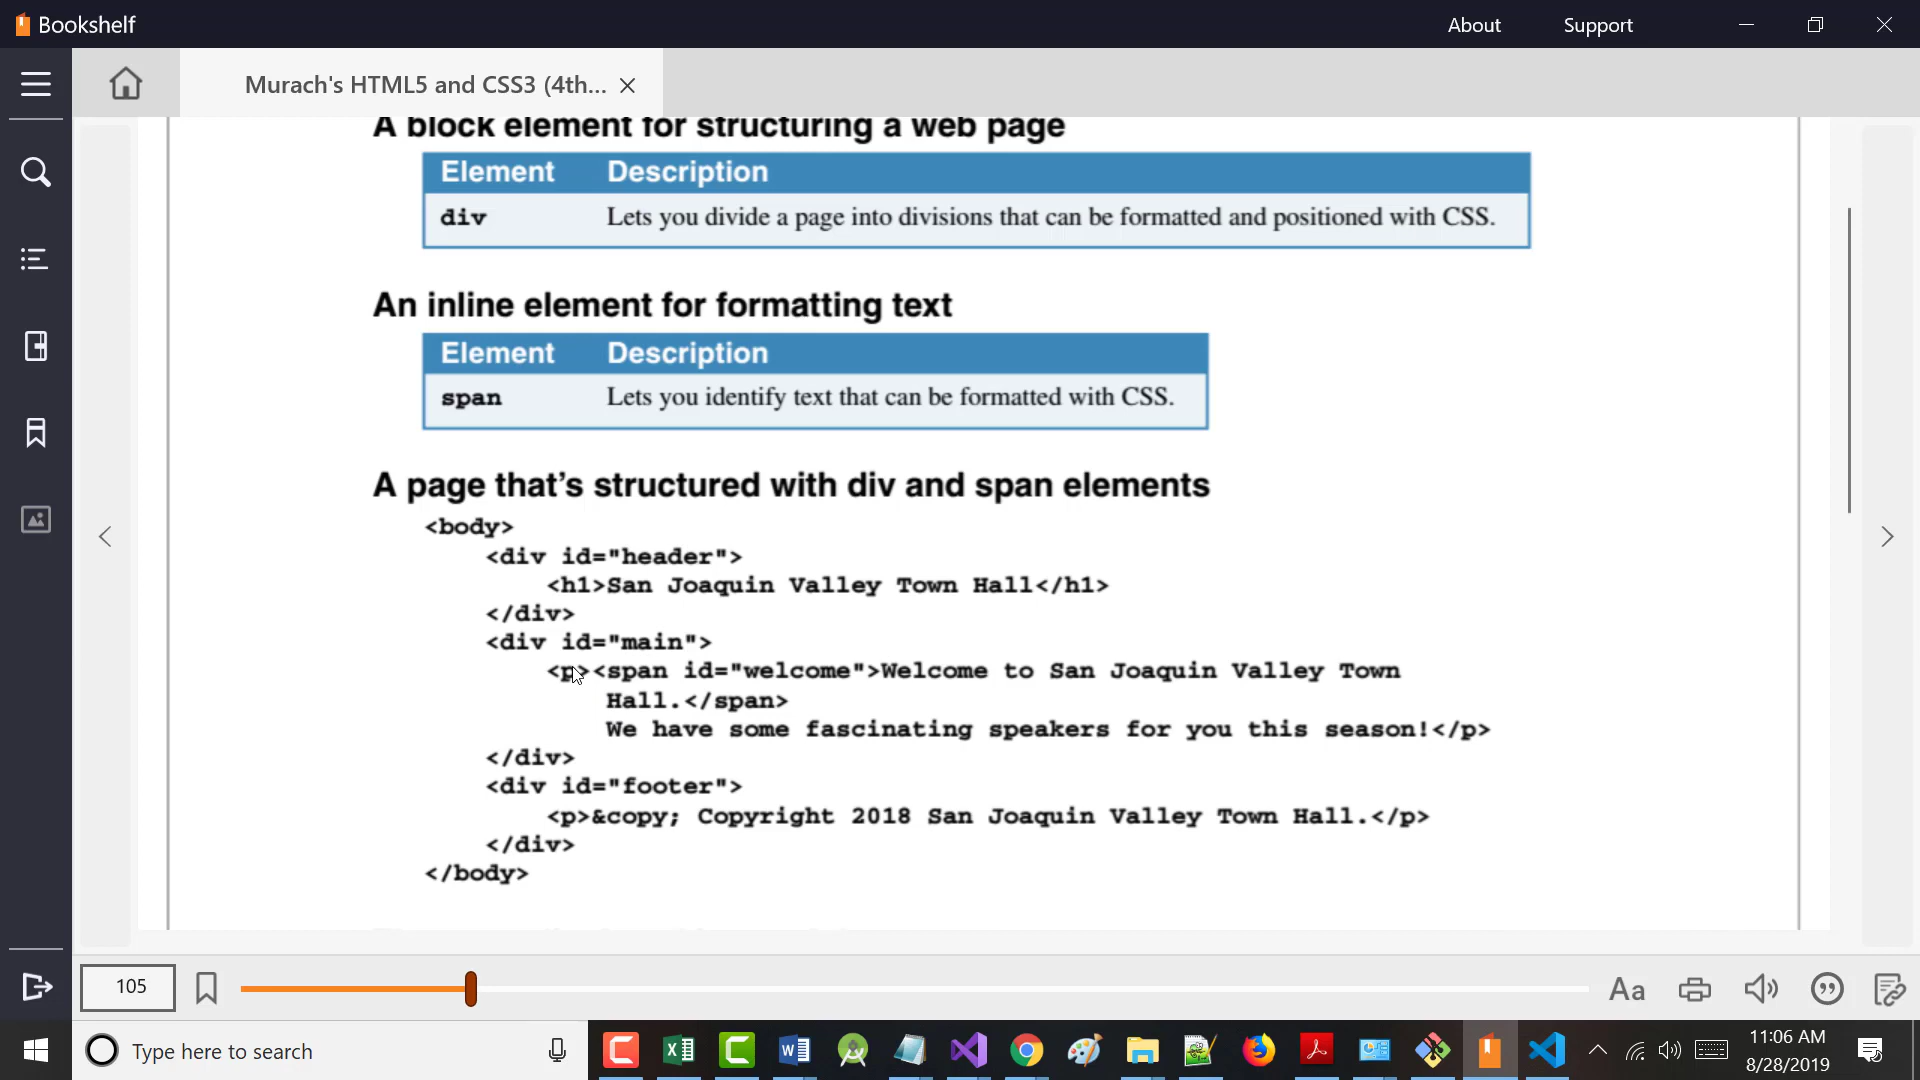 Bookshelf
About
Support
Murach's HTML5 and CSS3 (4th...
A block element for structuring a web page
Element Description
div Lets you divide a page into divisions that can be formatted and positioned with CSS.
An inline element for formatting text
Element Description
span Lets you identify text that can be formatted with CSS.
A page that's structured with div and span elements
<body>
<div id="header">
<h1>San Joaquin Valley Town Hall</h1>
</div>
<div id="main">
<p><span id="welcome">Welcome to San Joaquin Valley Town
Hall.</span>
We have some fascinating speakers for you this season!</p>
</div>
<div id="footer">
<p>&copy; Copyright 2018 San Joaquin Valley Town Hall.</p>
</div>
</body>
105
Aa
Type here to search
11:06 AM
8/28/2019